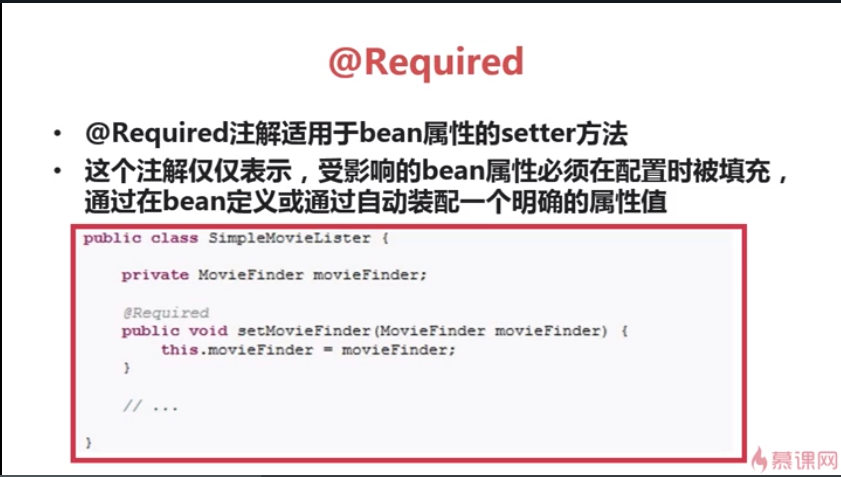 @Required
• @Required注解适用于bean属性的setter方法
• 这个注解仅仅表示，受影响的bean属性必须在配置时被填充，
通过在bean定义或通过自动装配一个明确的属性值
public class SimpleMovieLister {
private MovieFinder movieFinder;
@Required
public void setMovieFinder(MovieFinder movieFinder) {
this.movieFinder = movieFinder;
}
// ...
}
慕课网